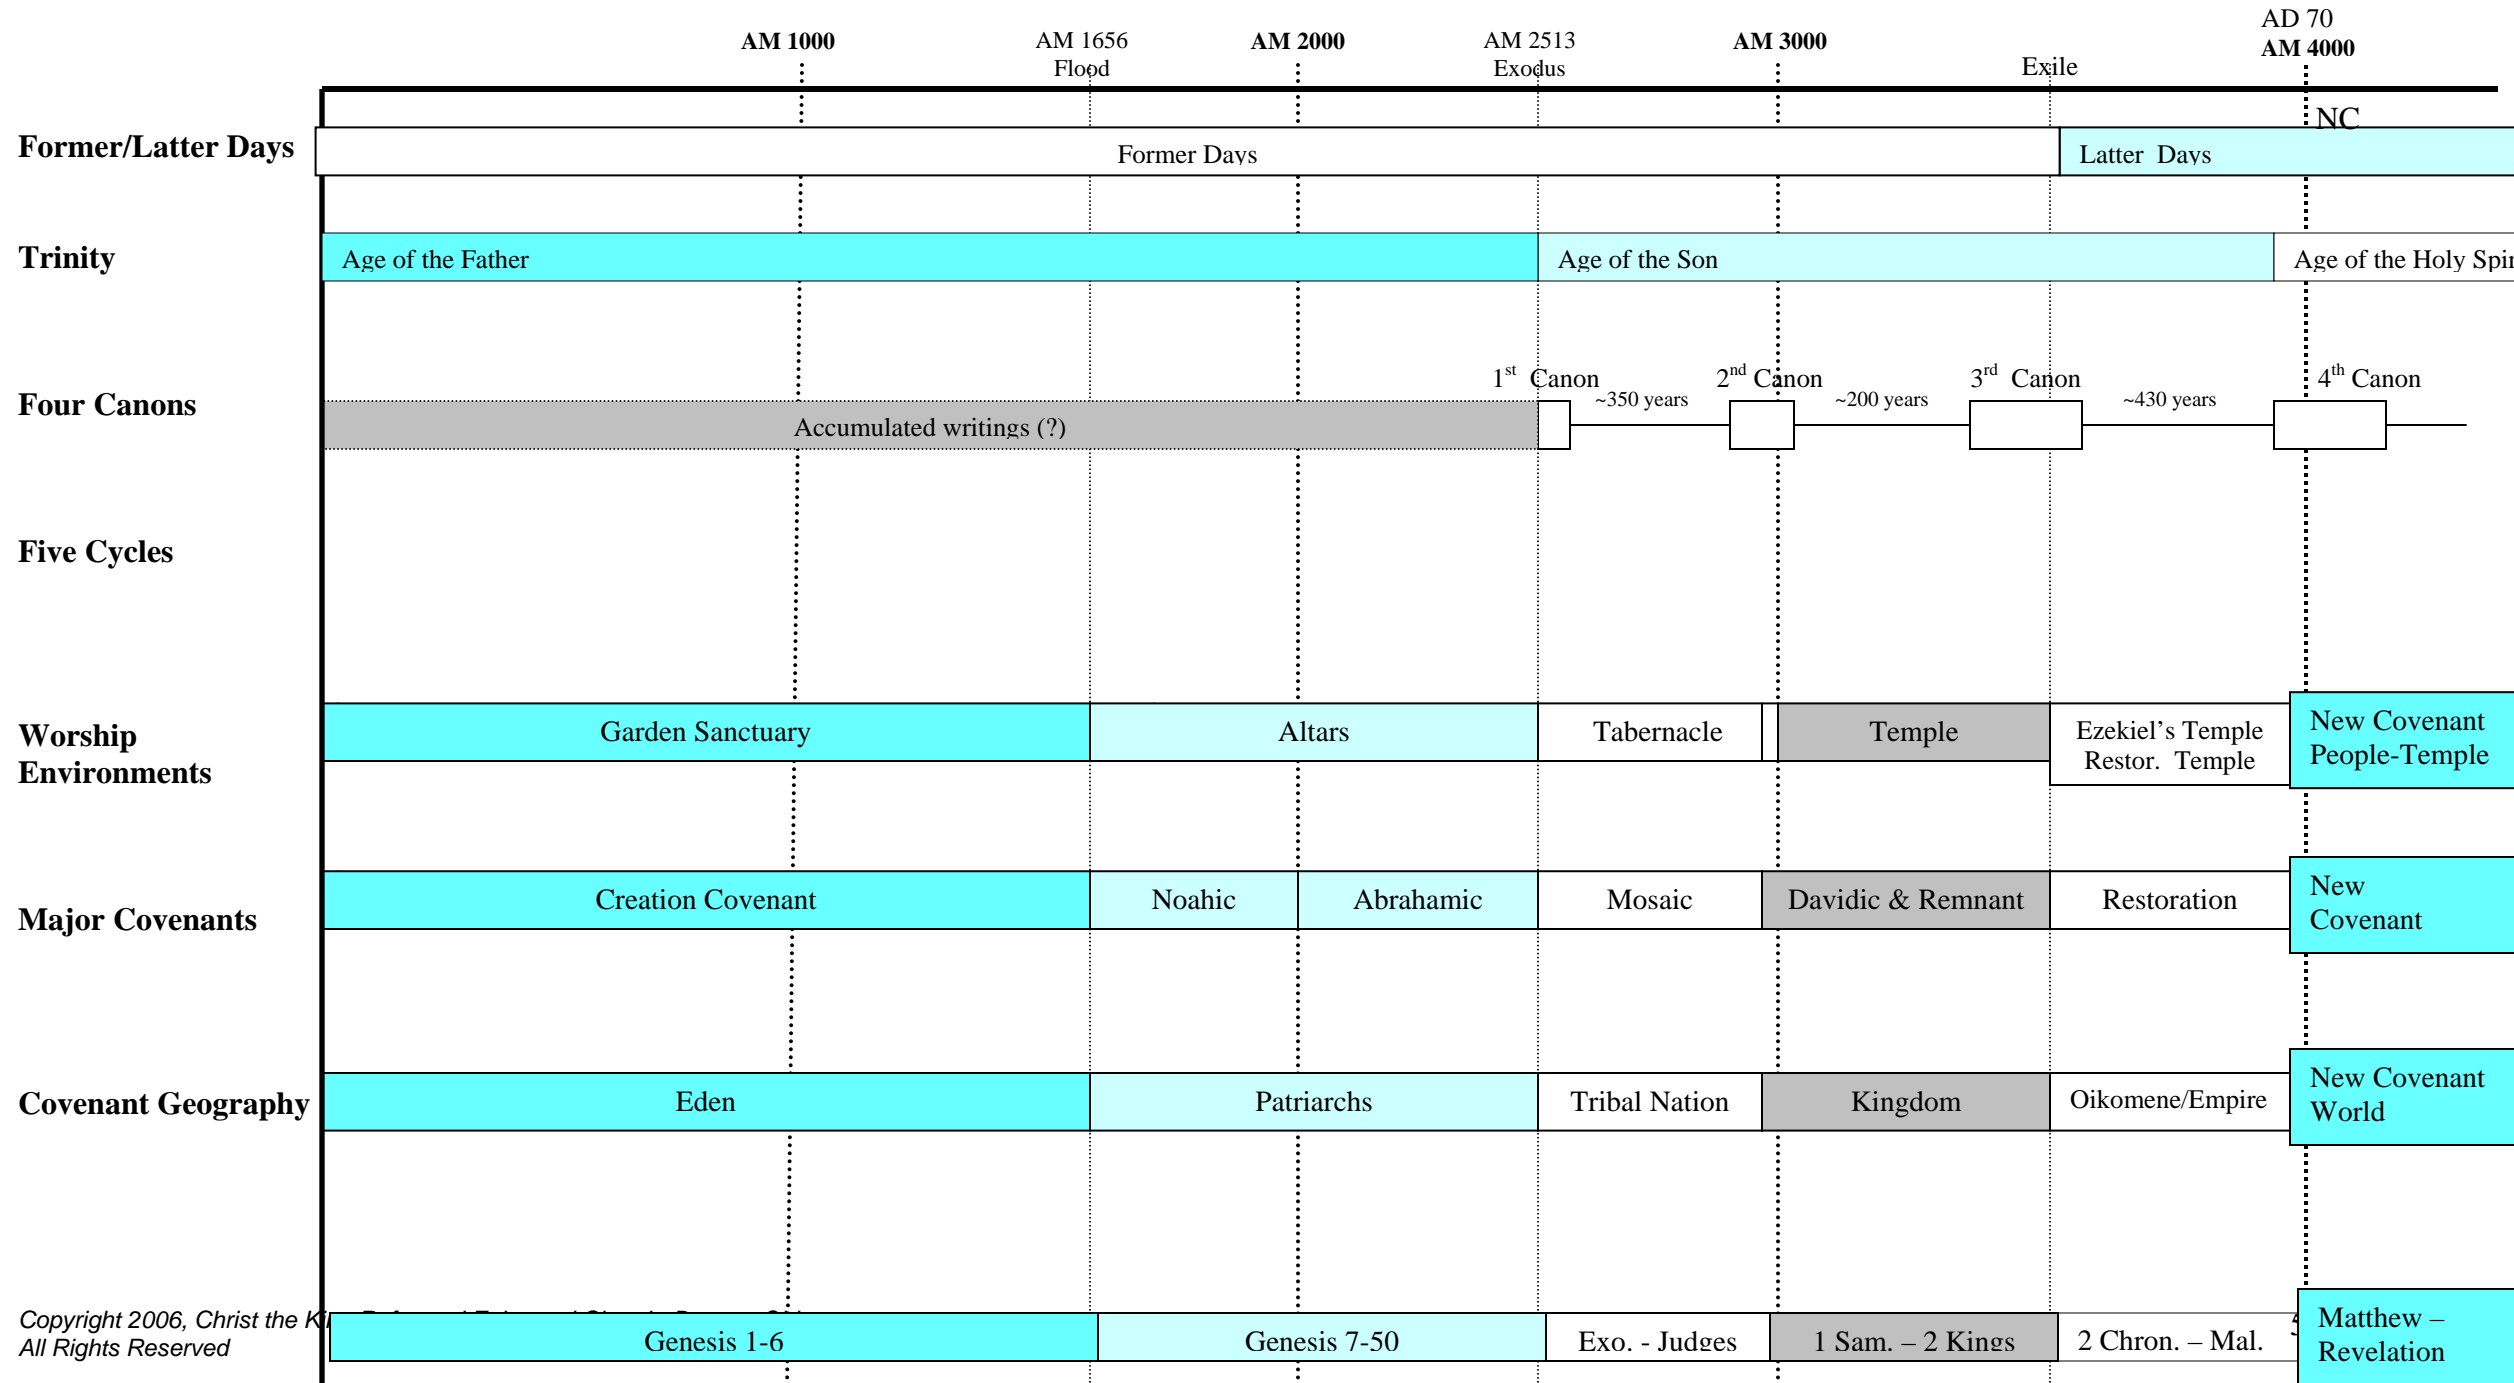 AD 70
AM 1000 AM 1656 AM 2000 AM 2513 AM 3000 AM 4000
Flood Exodus Exile
NC
Former/Latter Days Former Days Latter Days
Trinity Age of the Father Age of the Son Age of the Holy
1st Canon 2nd Canon 3rd Canon 4th Canon
~350 years ~200 years ~430 years
Four Canons
Accumulated writings (?)
Five Cycles
Worship Environments
Garden Sanctuary Altars Tabernacle Temple
Ezekiel's Temple
Restor. Temple
New Covenant
People-Temple
Major Covenants
Creation Covenant Noahic Abrahamic Mosaic Davidic & Remnant Restoration
New
Covenant
Covenant Geography
Eden Patriarchs Tribal Nation Kingdom Oikomene/Empire
New Covenant
World
Copyright 2006, Christ the
All Rights Reserved
Genesis 1-6 Genesis 7-50 Exo. - Judges 1 Sam. – 2 Kings 2 Chron. – Mal.
Matthew –
Revelation